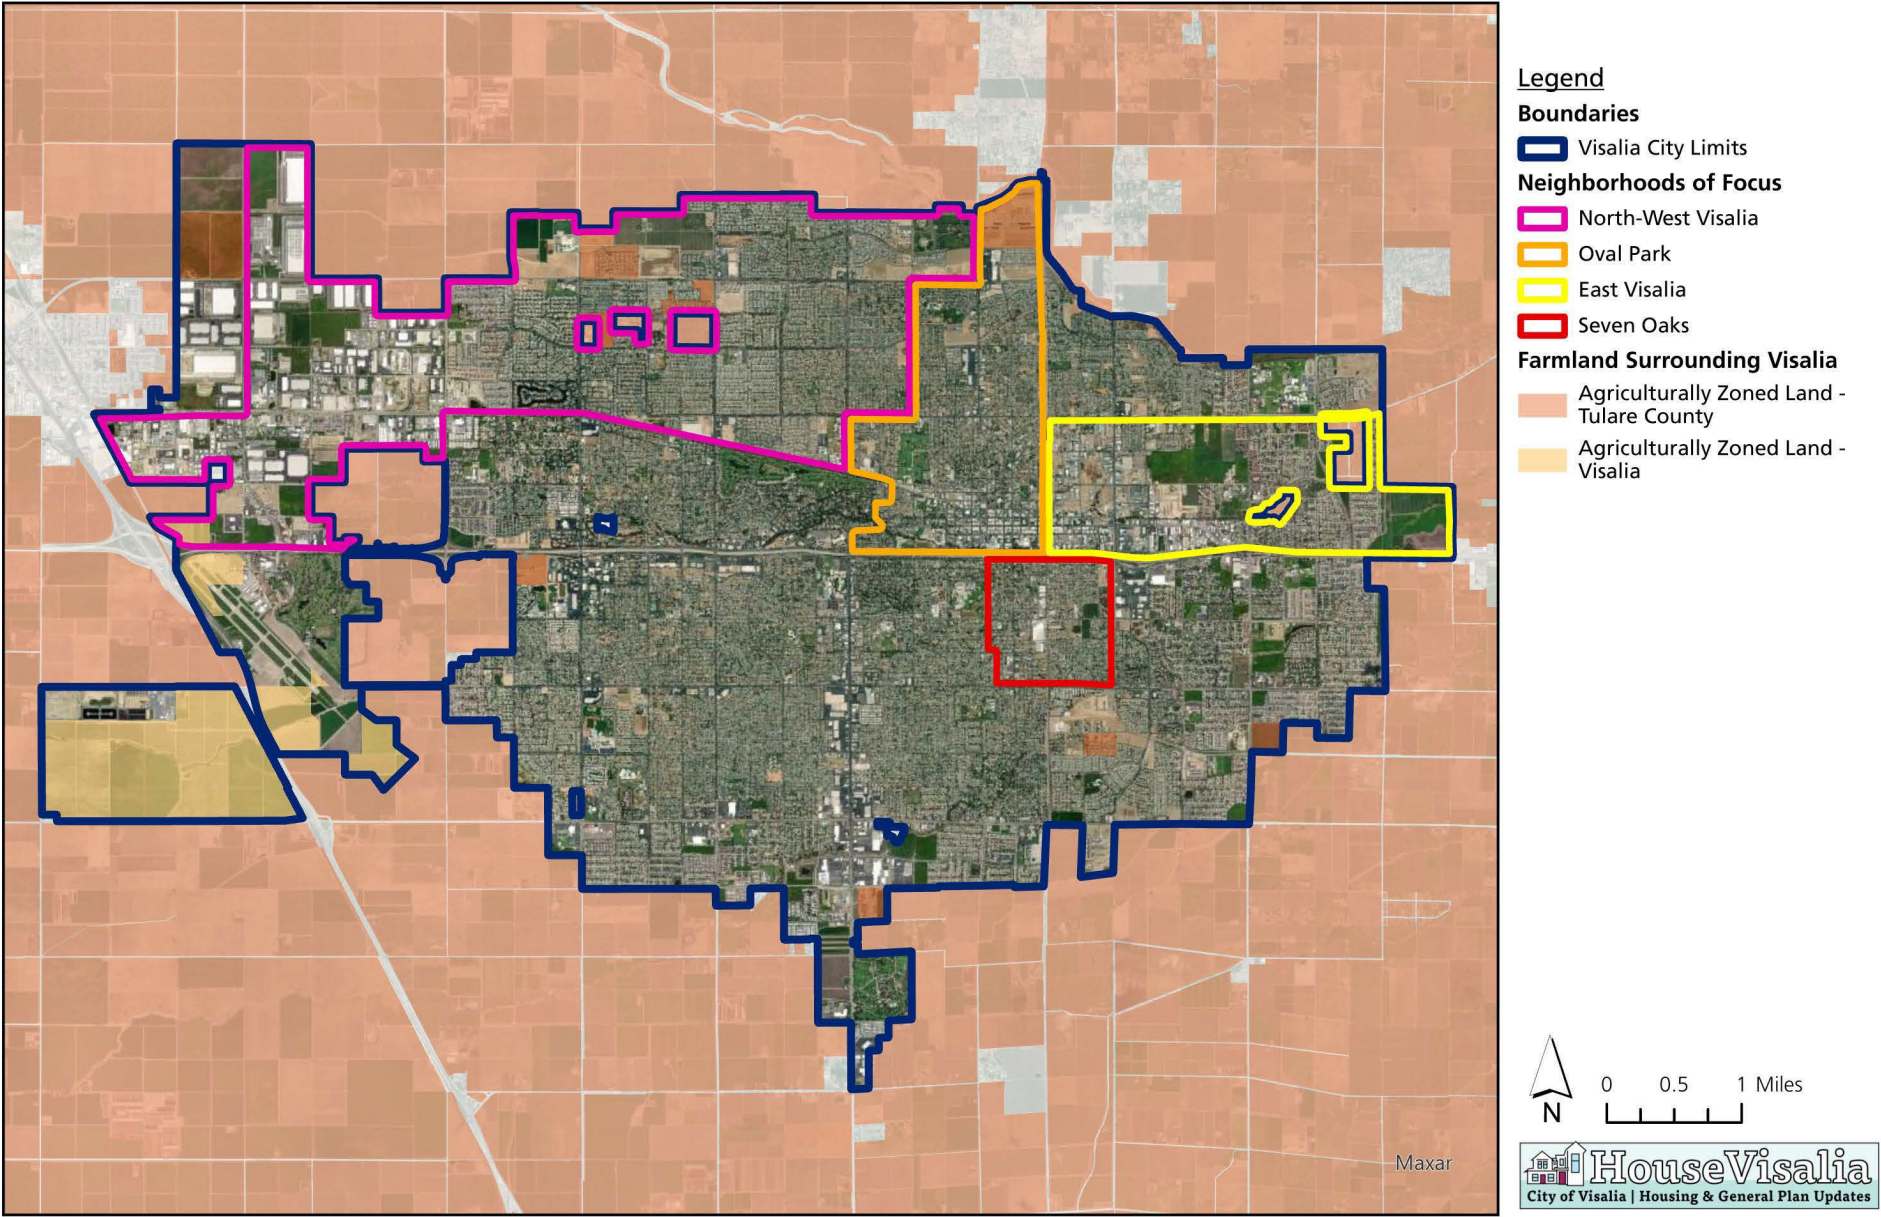 Legend
Boundaries
Visalia City Limits
Neighborhoods of Focus
North-West Visalia
Oval Park
East Visalia
Seven Oaks
Farmland Surrounding Visalia
Agriculturally Zoned Land -
Tulare County
Agriculturally Zoned Land -
Visalia
N
0 0.5 1 Miles
Maxar
HouseVisalia
City of Visalia | Housing & General Plan Updates